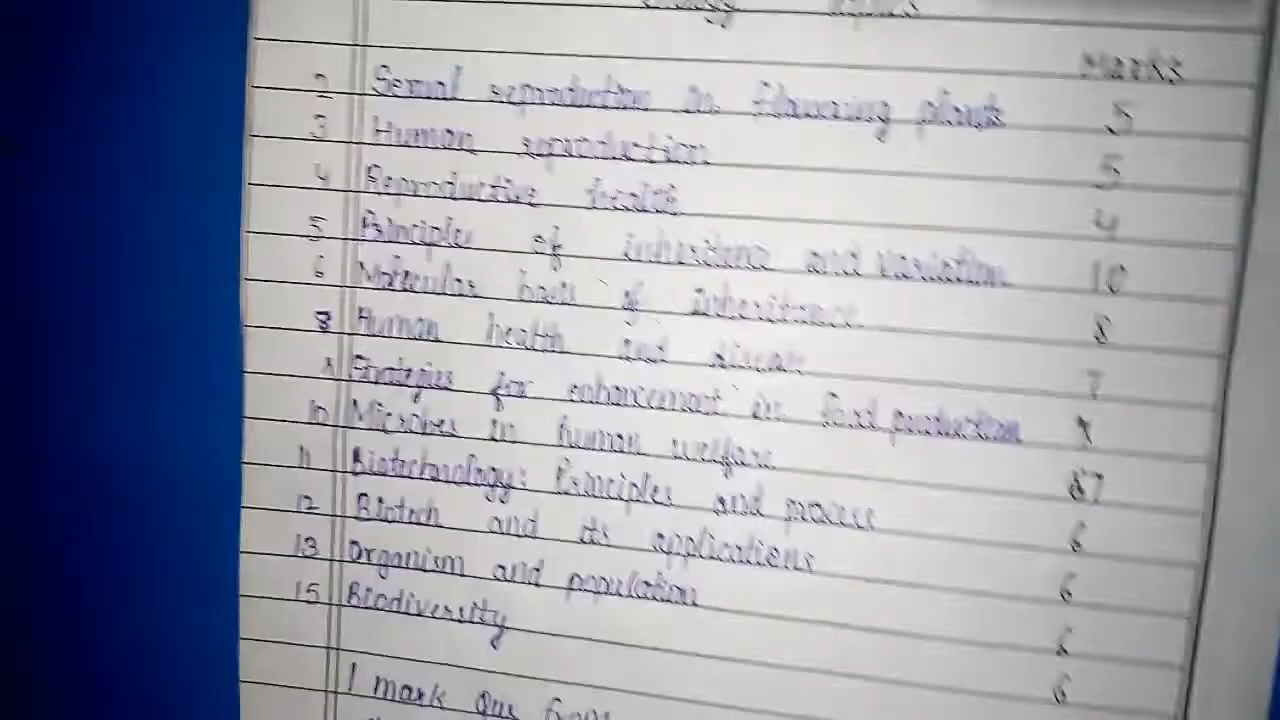 Marks
2 Sexual reproduction in flowering plants 5
3 Human reproduction 5
4 Reproductive health 4
5 Principles of inheritance and variation 10
6 Molecular basis of inheritance 8
8 Human health and disease 7
Strategies for enhancement in food production
10 Microbes in human welfare
11 Biotechnology: Principles and process 6
12 Biotech and its applications 6
13 Organism and population 6
15 Biodiversity 6
1 mark Que from